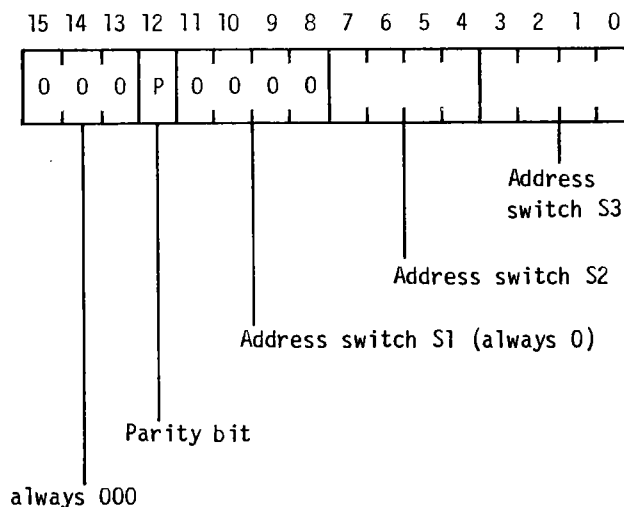 15 14 13 12 11 10 9 8 7 6 5 4 3 2 1 0
0 0 0 P 0 0 0 0
Address
switch S3
Address switch S2
Address switch S1 (always 0)
Parity bit
always 000